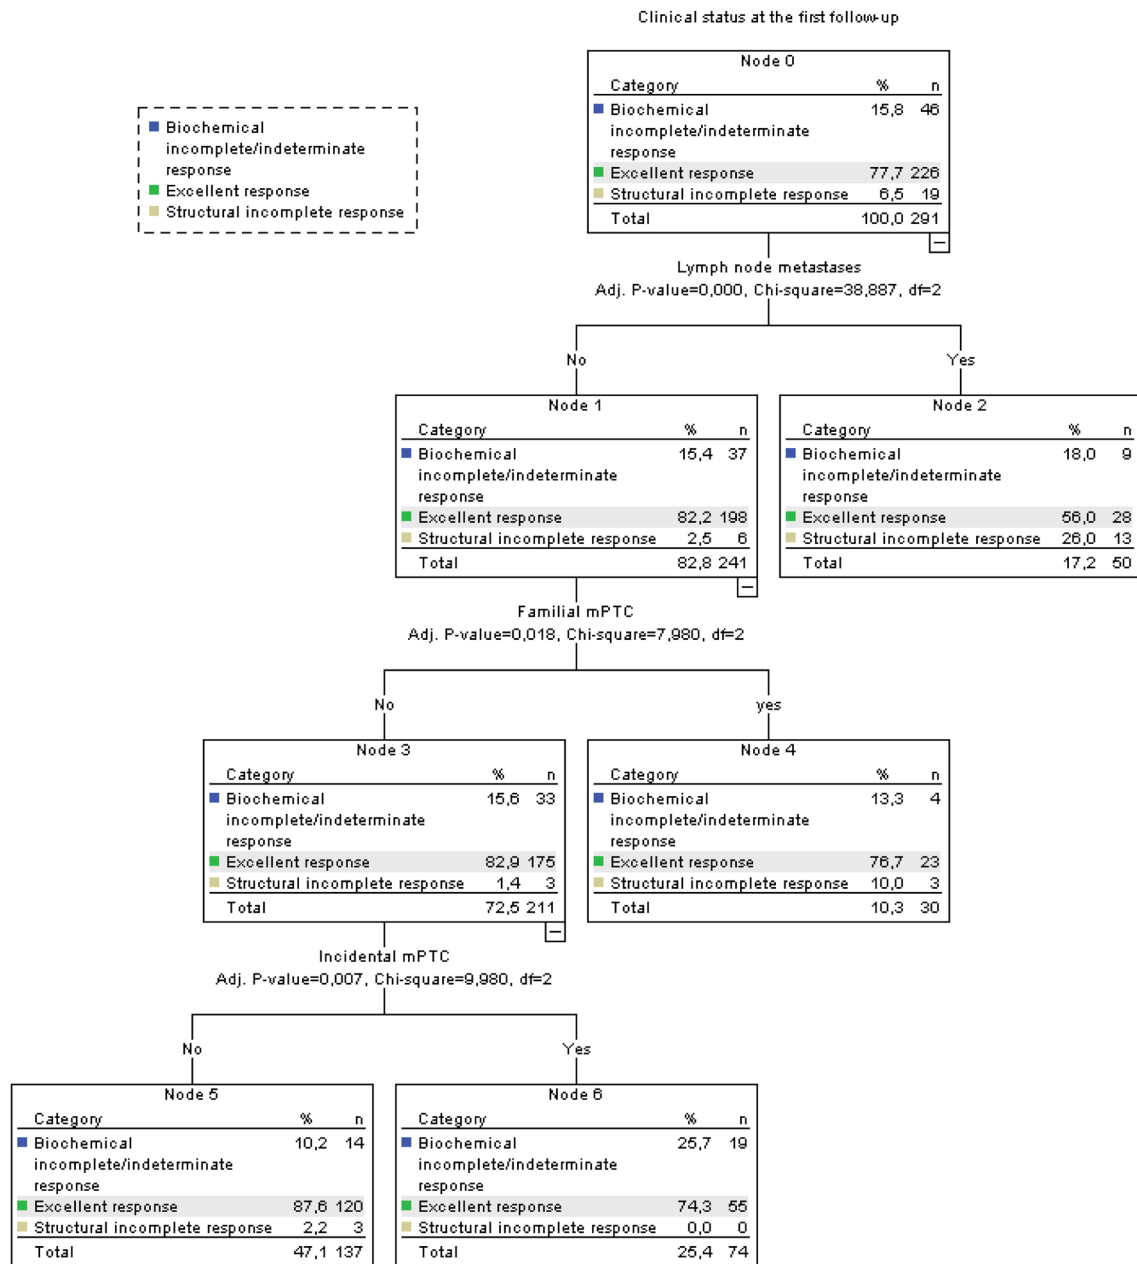 Clinical status at the first follow-up
Biochemical
incomplete/indeterminate
response
Excellent response
Structural incomplete response
Node 0
Category % n
Biochemical 15,8 46
incomplete/indeterminate
response
Excellent response 77,7 226
Structural incomplete response 6,5 19
Total 100,0 291
Lymph node metastases
Adj. P-value=0,000, Chi-square=38,887, df=2
No
Yes
Node 1
Category % n
Biochemical 15,4 37
incomplete/indeterminate
response
Excellent response 82,2 198
Structural incomplete response 2,5 6
Total 82,8 241
Node 2
Category % n
Biochemical 18,0 9
incomplete/indeterminate
response
Excellent response 56,0 28
Structural incomplete response 26,0 13
Total 17,2 50
Familial mPTC
Adj. P-value=0,018, Chi-square=7,980, df=2
No
yes
Node 3
Category % n
Biochemical 15,6 33
incomplete/indeterminate
response
Excellent response 82,9 175
Structural incomplete response 1,4 3
Total 72,5 211
Node 4
Category % n
Biochemical 13,3 4
incomplete/indeterminate
response
Excellent response 76,7 23
Structural incomplete response 10,0 3
Total 10,3 30
Incidental mPTC
Adj. P-value=0,007, Chi-square=9,980, df=2
No
Yes
Node 5
Category % n
Biochemical 10,2 14
incomplete/indeterminate
response
Excellent response 87,6 120
Structural incomplete response 2,2 3
Total 47,1 137
Node 6
Category % n
Biochemical 25,7 19
incomplete/indeterminate
response
Excellent response 74,3 55
Structural incomplete response 0,0 0
Total 25,4 74